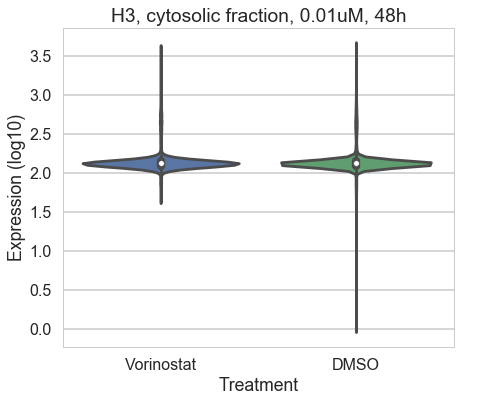 H3, cytosolic fraction, 0.01uM, 48h
Expression (log10)
3.5
3.0
2.5
2.0
1.5
1.0
0.5
0.0
Vorinostat DMSO
Treatment